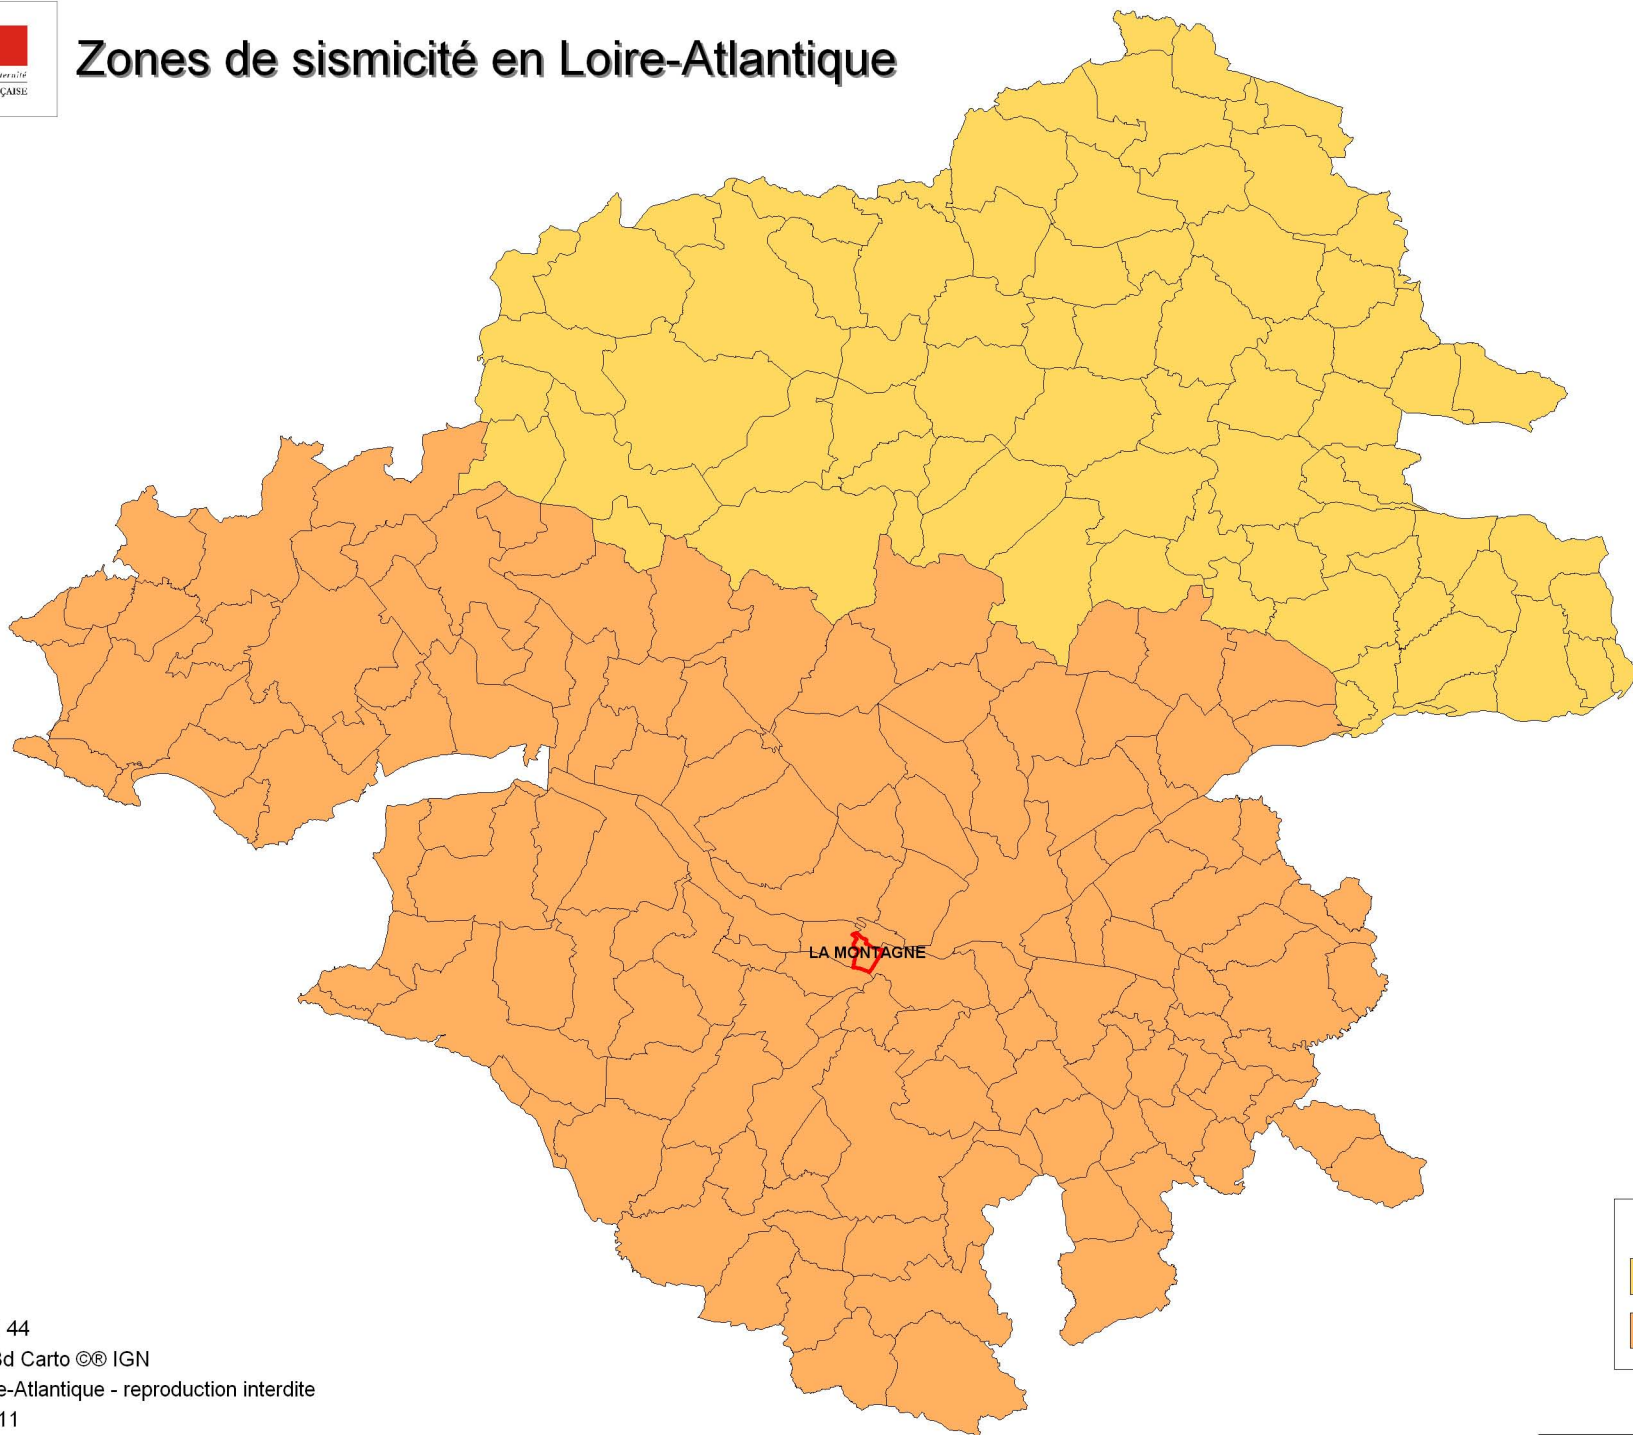 Zones de sismicité en Loire-Atlantique
LA MONTAGNE
44
d Carto ©® IGN
e-Atlantique - reproduction interdite
11